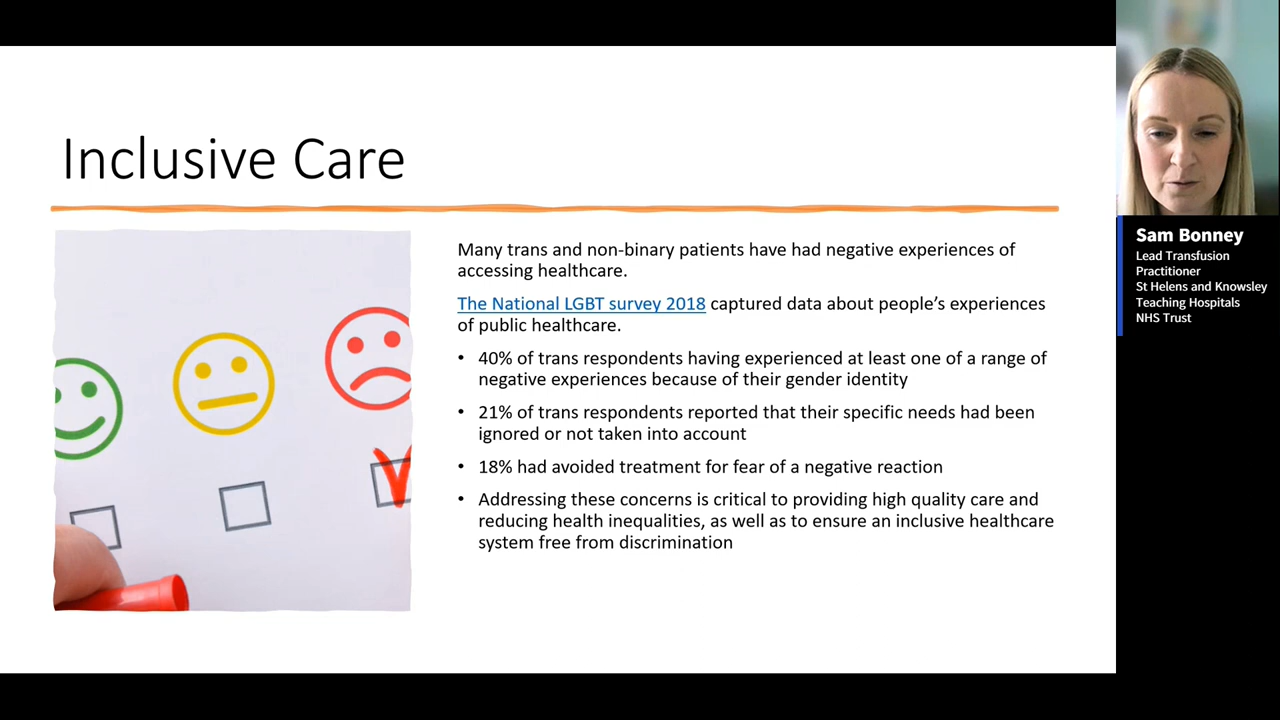 Inclusive Care
Many trans and non-binary patients have had negative experiences of
accessing healthcare.
The National LGBT survey 2018 captured data about people’s experiences
of public healthcare.
• 40% of trans respondents having experienced at least one of a range of
negative experiences because of their gender identity
• 21% of trans respondents reported that their specific needs had been
ignored or not taken into account
• 18% had avoided treatment for fear of a negative reaction
• Addressing these concerns is critical to providing high quality care and
reducing health inequalities, as well as to ensure an inclusive healthcare
system free from discrimination
Sam Bonney
Lead Transfusion
Practitioner
St Helens and Knowsley
Teaching Hospitals
NHS Trust